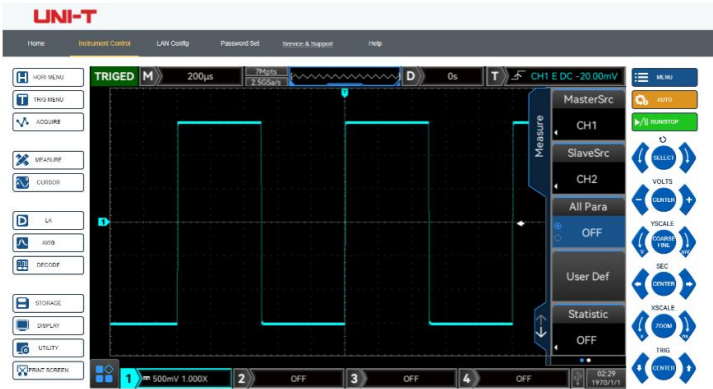 UNI-T
Home Instrument Control LAN Config Password Set Service & Support Help
HORI MENU
TRIG MENU
ACQUIRE
MEASURE
CURSOR
LA
AWG
DECODE
STORAGE
DISPLAY
UTILITY
PRINT SCREEN
TRIGED M 200μs 7Mpts 2.5GSa/s D 0s T CH1 E DC -20.00mV
T
1
Measure
MasterSrc
CH1
SlaveSrc
CH2
All Para
OFF
User Def
Statistic
OFF
1 500mV 1.000X 2 OFF 3 OFF 4 OFF 02:29
1970/1/1
MENU
AUTO
RUN/STOP
SELECT
VOLTS
CENTER
YSCALE
COARSE
FINE
SEC
CENTER
XSCALE
ZOOM
TRIG
CENTER